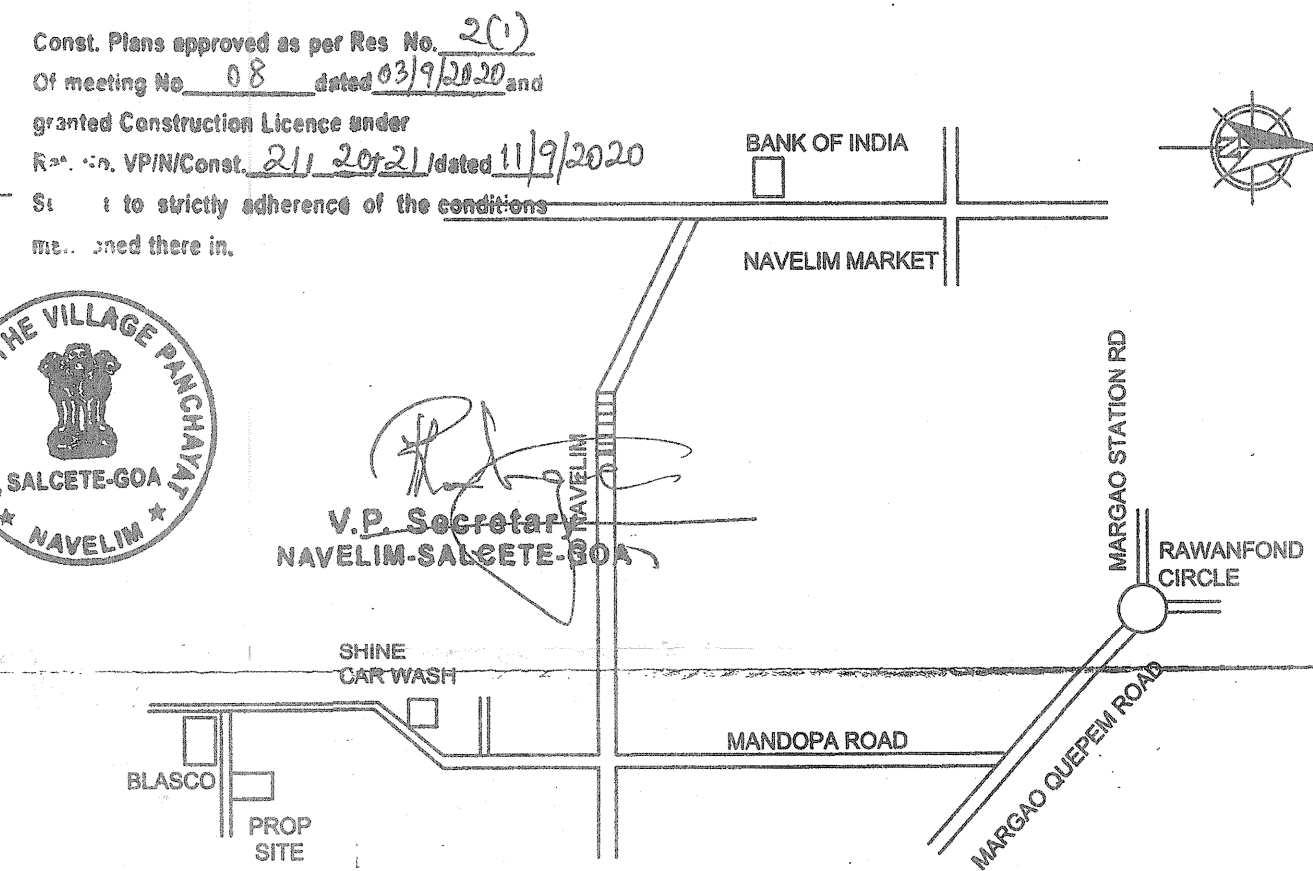 Const. Plans approved as per Res No. 2(1)
Of meeting No 08 dated 03/9/2020 and
granted Construction Licence under
VP/N/Const. 21/ 20-21 /dated 11/9/2020
to strictly adherence of the conditions
there in.
THE VILLAGE PANCHAYAT
SALCETE-GOA
★ NAVELIM ★
V.P. Secretary
NAVELIM-SALCETE-GOA
BANK OF INDIA
NAVELIM MARKET
N
NAVELIM
MARGAO STATION RD
RAWANFOND
CIRCLE
SHINE
CAR WASH
MANDOPA ROAD
MARGAO QUEPEM ROAD
BLASCO
PROP
SITE